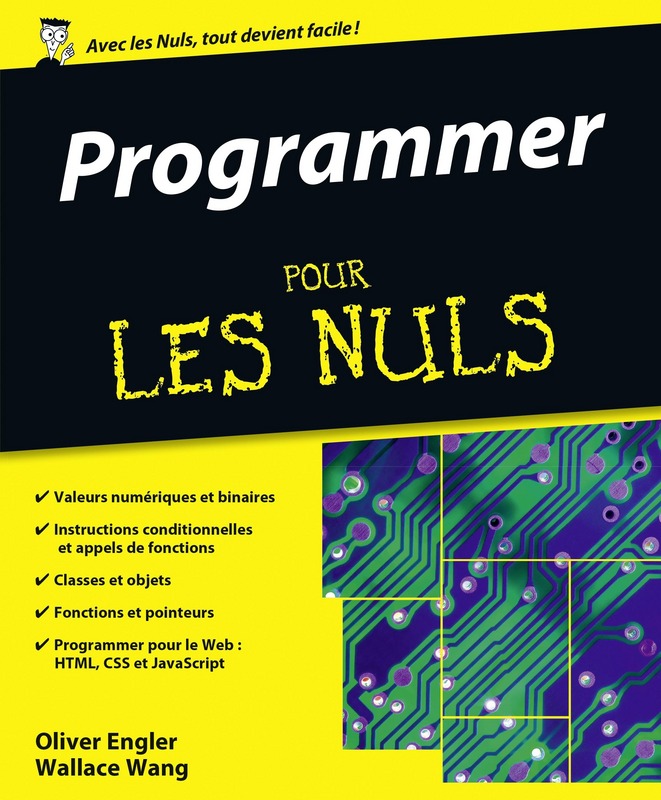 Avec les Nuls, tout devient facile !
Programmer
POUR
LES NULS
✔ Valeurs numériques et binaires
✔ Instructions conditionnelles
et appels de fonctions
✔ Classes et objets
✔ Fonctions et pointeurs
✔ Programmer pour le Web :
HTML, CSS et JavaScript
Oliver Engler
Wallace Wang